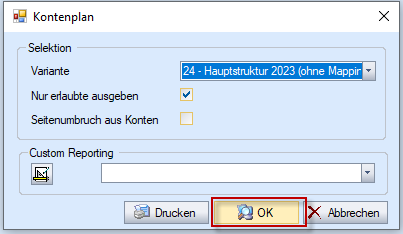 Kontenplan
Selektion
Variante
24 - Hauptstruktur 2023 (ohne Mappin
Nur erlaubte ausgeben
Seitenumbruch aus Konten
Custom Reporting
Drucken
OK
Abbrechen